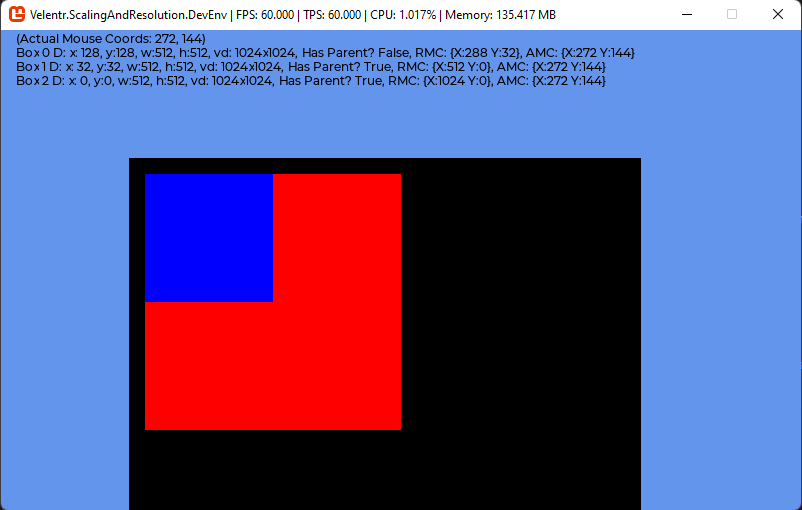 Velentr.ScalingAndResolution.DevEnv | FPS: 60.000 | TPS: 60.000 | CPU: 1.017% | Memory: 135.417 MB
(Actual Mouse Coords: 272, 144)
Box 0 D: x: 128, y:128, w:512, h:512, vd: 1024x1024, Has Parent? False, RMC: {X:288 Y:32}, AMC: {X:272 Y:144}
Box 1 D: x: 32, y:32, w:512, h:512, vd: 1024x1024, Has Parent? True, RMC: {X:512 Y:0}, AMC: {X:272 Y:144}
Box 2 D: x: 0, y:0, w:512, h:512, vd: 1024x1024, Has Parent? True, RMC: {X:1024 Y:0}, AMC: {X:272 Y:144}